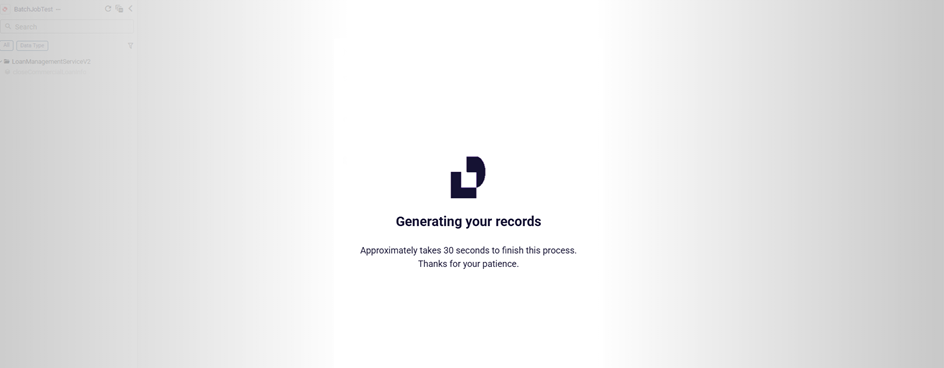 BatchJobTest
Search
All
Data Type
LoanManagementServiceV1
Generating your records
Approximately takes 30 seconds to finish this process.
Thanks for your patience.